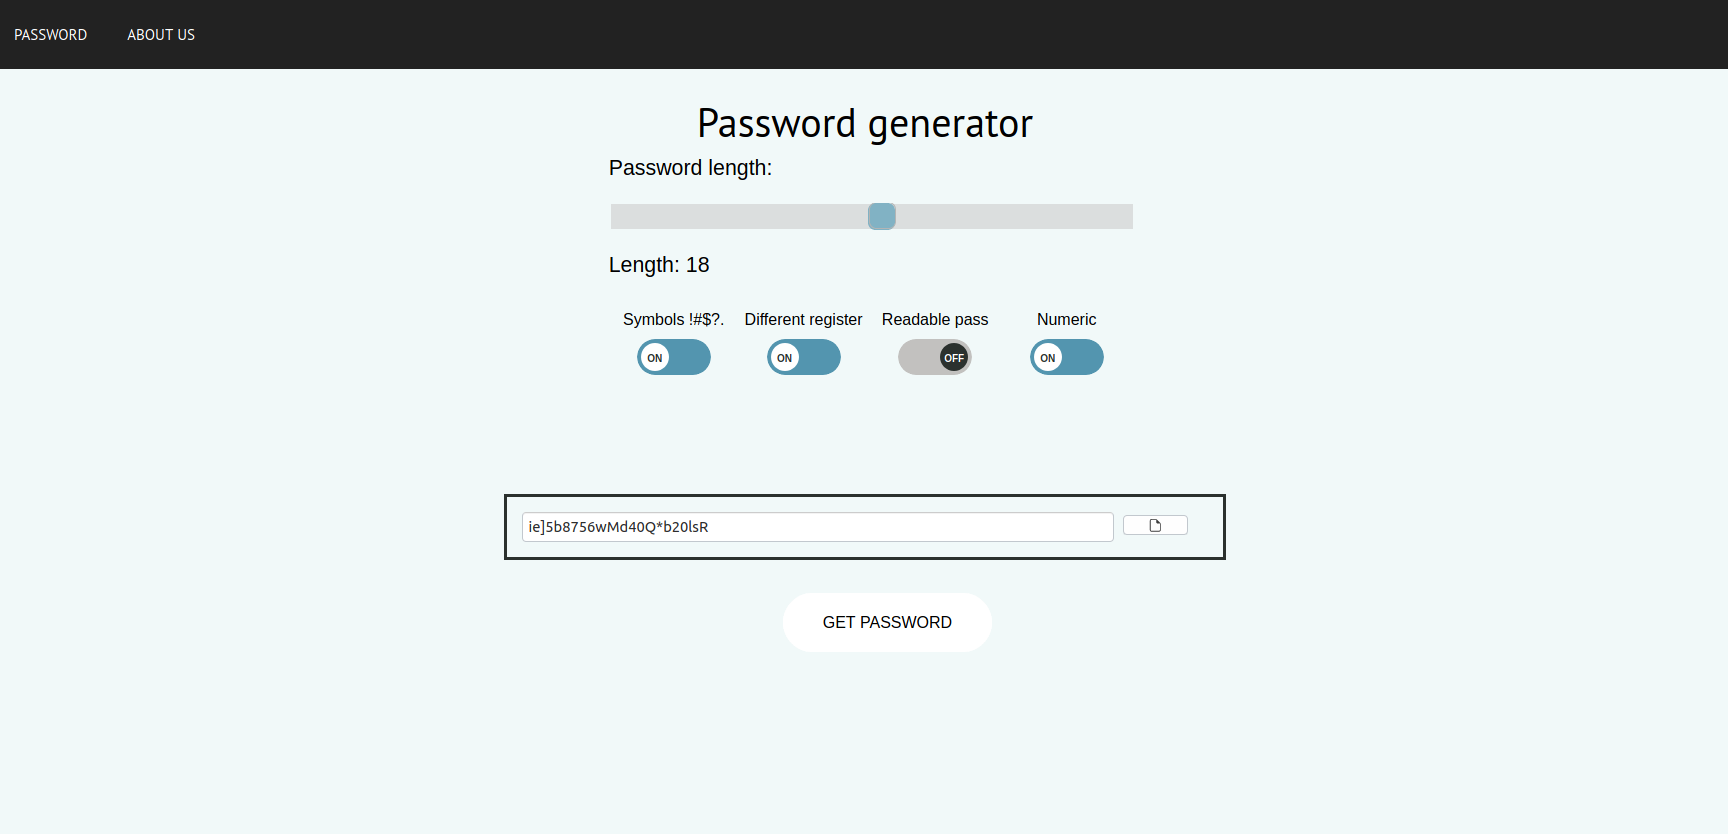 PASSWORD ABOUT US
Password generator
Password length:
Length: 18
Symbols !#$?. Different register Readable pass Numeric
ON ON OFF ON
ie]5b8756wMd40Q*b20lsR
GET PASSWORD